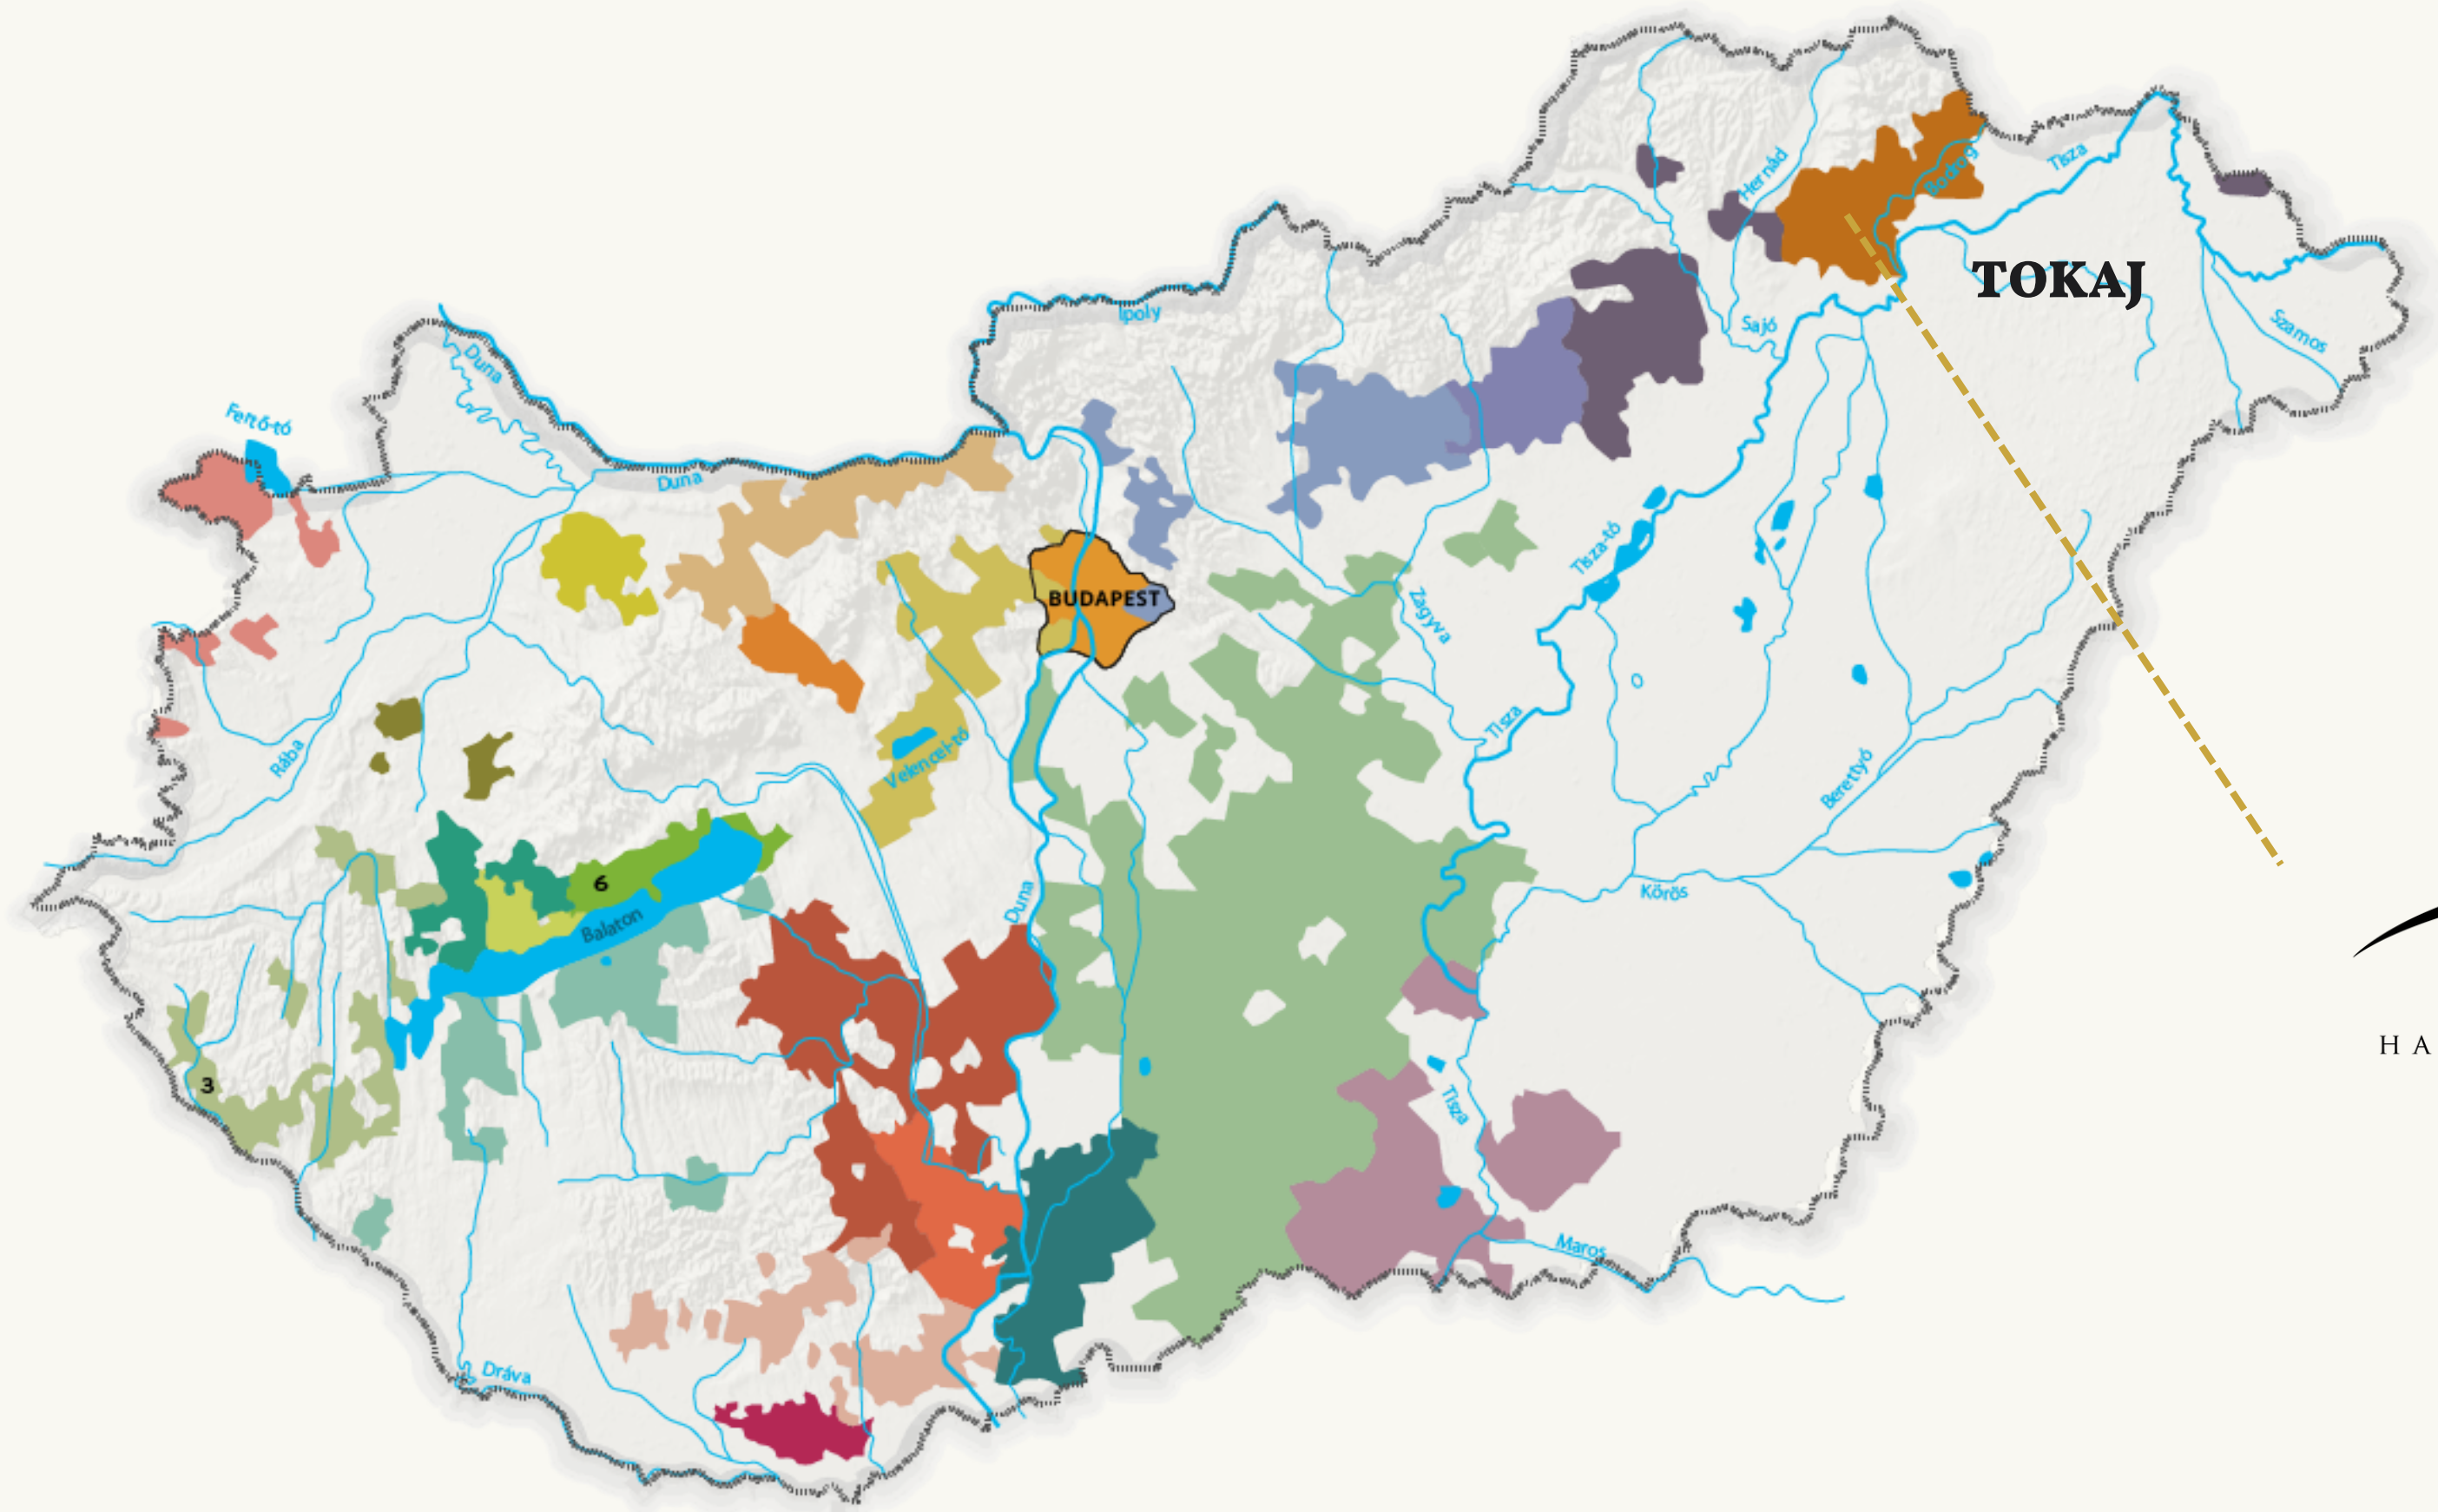 Hernád
Bodrog
Tisza
TOKAJ
Ipoly
Sajó
Szamos
Duna
Fertő-tó
Duna
Tisza-tó
BUDAPEST
Zagyva
Tisza
Rába
Velencei-tó
Berettyó
6
Balaton
Duna
Körös
H A
3
Tisza
Maros
Dráva